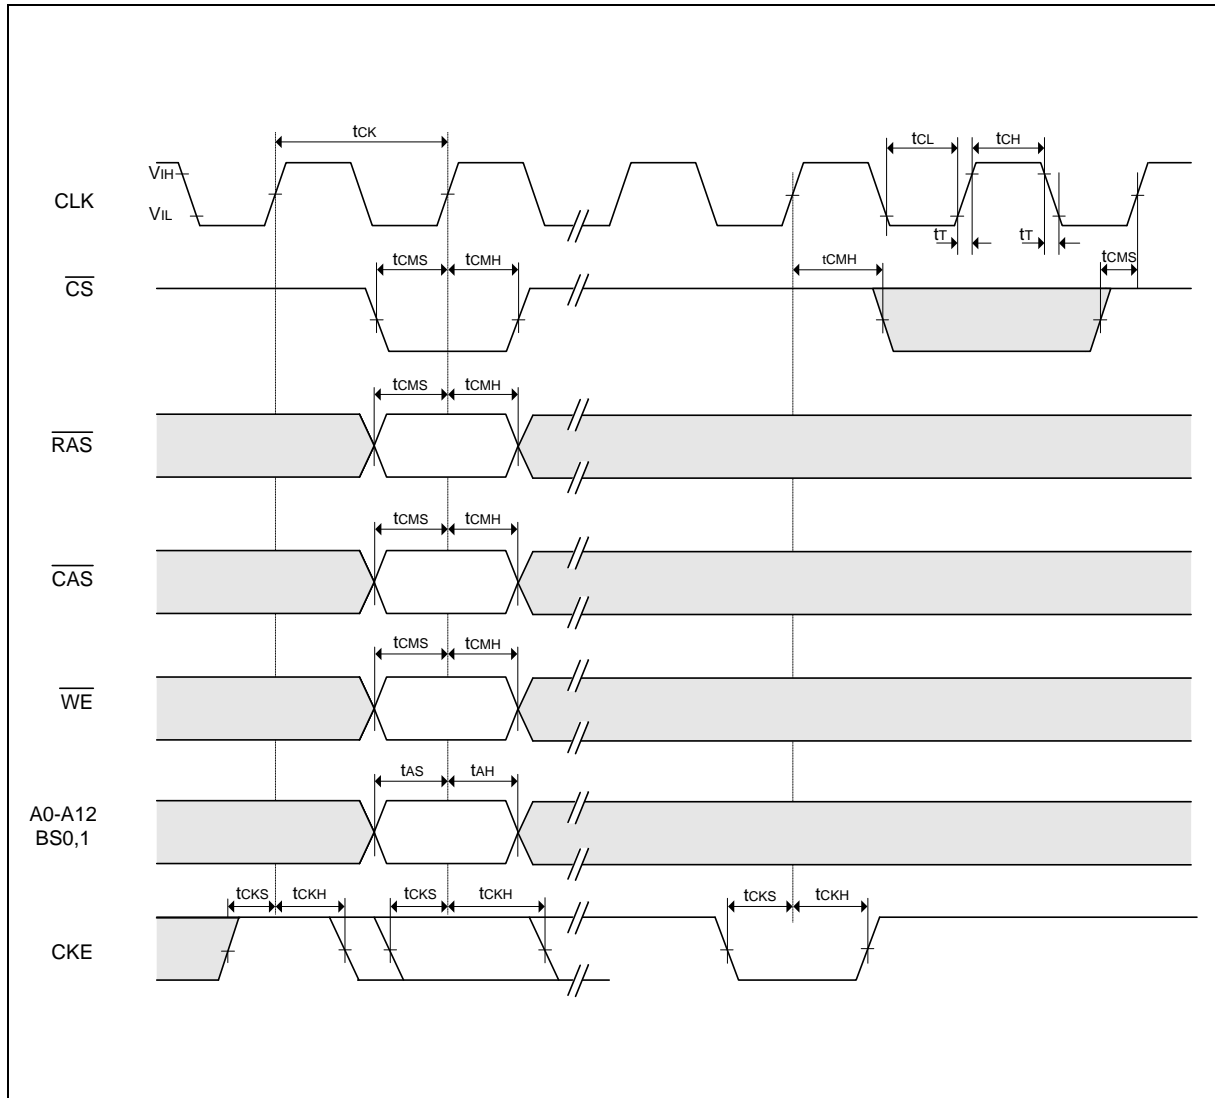 tCK
tCL
tCH
VIH
CLK
VIL
tT
tT
tCMS
tCMH
tCMH
tCMS
CS
tCMS
tCMH
RAS
tCMS
tCMH
CAS
tCMS
tCMH
WE
tAS
tAH
A0-A12
BS0,1
tCKS
tCKH
tCKS
tCKH
tCKS
tCKH
CKE